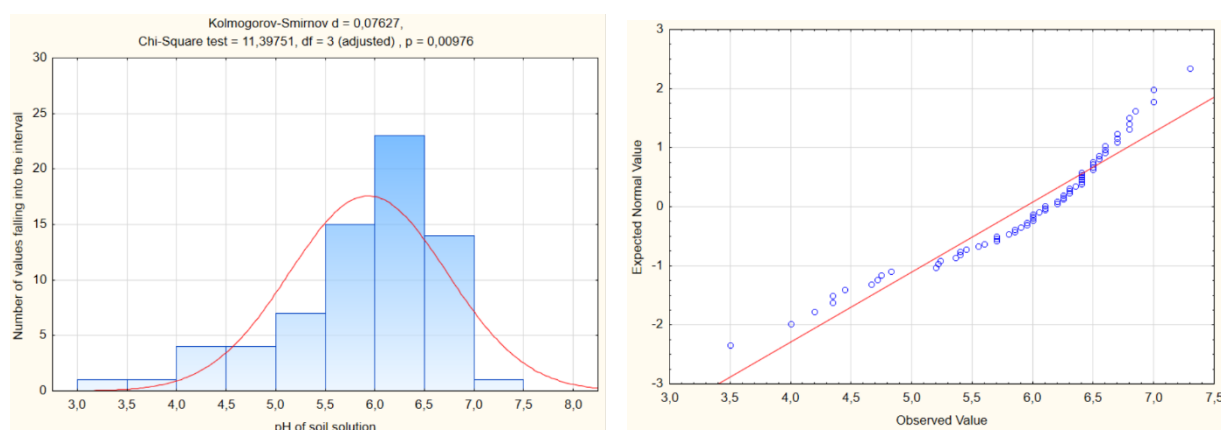 Kolmogorov-Smirnov d = 0,07627,
Chi-Square test = 11,39751, df = 3 (adjusted) , p = 0,00976
Number of values falling into the interval
30
25
20
15
10
5
0
3,0 3,5 4,0 4,5 5,0 5,5 6,0 6,5 7,0 7,5 8,0
pH of soil solution
Expected Normal Value
3
2
1
0
-1
-2
-3
3,0 3,5 4,0 4,5 5,0 5,5 6,0 6,5 7,0 7,5
Observed Value